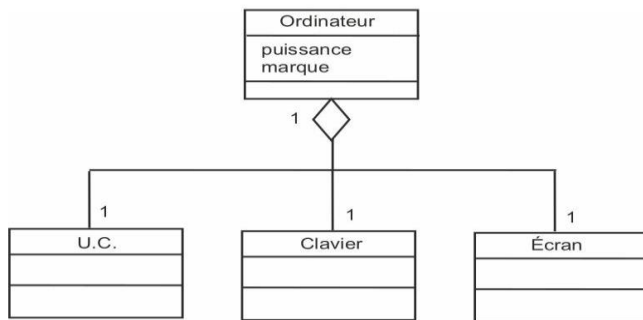 Ordinateur
puissance
marque
1
1
1
1
U.C.
Clavier
Écran